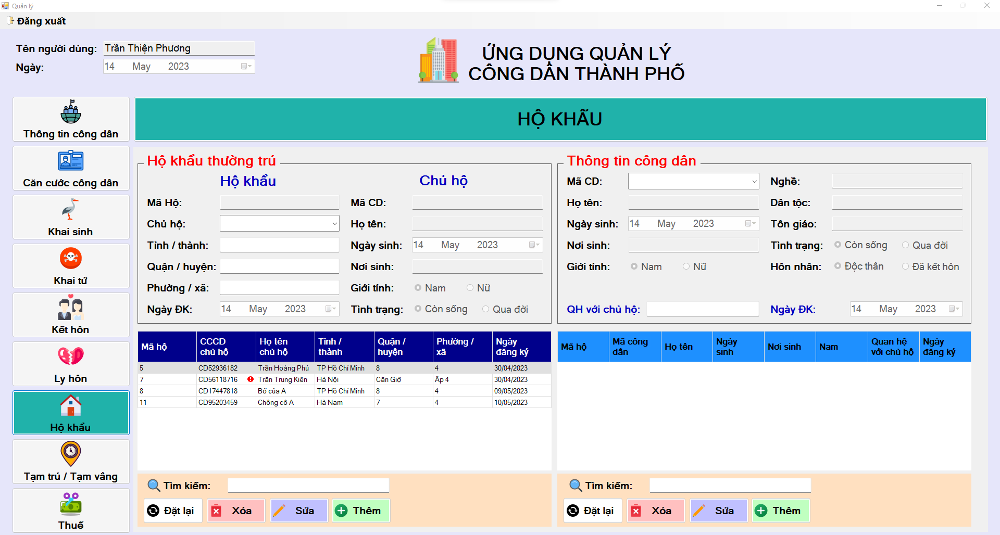 Quản lý
Đăng xuất
Tên người dùng: Trần Thiện Phương
Ngày: 14 May 2023
ỨNG DỤNG QUẢN LÝ
CÔNG DÂN THÀNH PHỐ
Thông tin công dân
Căn cước công dân
Khai sinh
Khai tử
Kết hôn
Ly hôn
Hộ khẩu
Tạm trú / Tạm vắng
Thuế
HỘ KHẨU
Hộ khẩu thường trú
Hộ khẩu Chủ hộ
Mã Hộ: Mã CD:
Chủ hộ: Họ tên:
Tỉnh / thành: Ngày sinh: 14 May 2023
Quận / huyện: Nơi sinh:
Phường / xã: Giới tính: Nam Nữ
Ngày ĐK: 14 May 2023 Tình trạng: Còn sống Qua đời
Thông tin công dân
Mã CD: Nghề:
Họ tên: Dân tộc:
Ngày sinh: 14 May 2023 Tôn giáo:
Nơi sinh: Tình trạng: Còn sống Qua đời
Giới tính: Nam Nữ Hôn nhân: Độc thân Đã kết hôn
QH với chủ hộ: Ngày ĐK: 14 May 2023
Mã hộ CCCD chủ hộ Họ tên chủ hộ Tỉnh / thành Quận / huyện Phường / xã Ngày đăng ký
5 CD52936182 Trần Hoàng Phú TP Hồ Chí Minh 8 4 30/04/2023
7 CD56118716 Trần Trung Kiên Hà Nội Cần Giờ Ấp 4 30/04/2023
8 CD17447818 Bố của A TP Hồ Chí Minh 8 4 09/05/2023
11 CD95203459 Chồng cô A Hà Nam 7 4 10/05/2023
Mã hộ Mã công dân Họ tên Ngày sinh Nơi sinh Nam Quan hệ với chủ hộ Ngày đăng ký
Tìm kiếm:
Đặt lại Xóa Sửa Thêm
Tìm kiếm:
Đặt lại Xóa Sửa Thêm